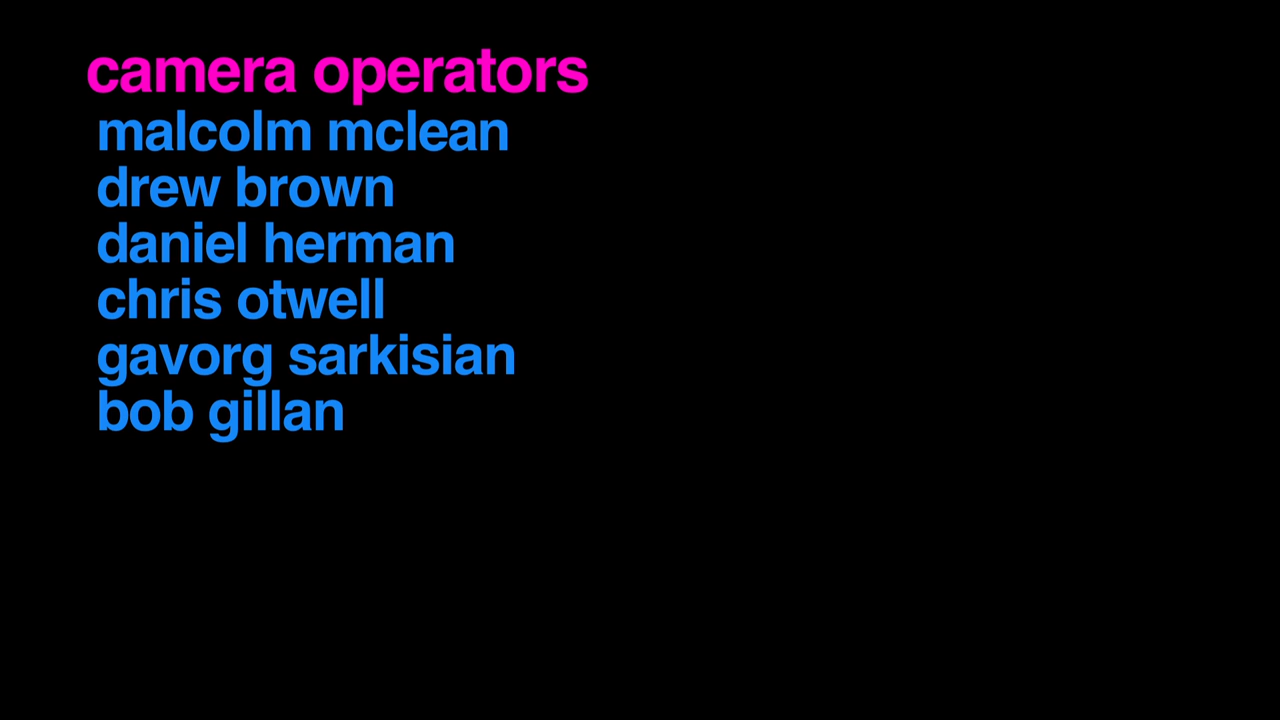 camera operators
malcolm mclean
drew brown
daniel herman
chris otwell
gavorg sarkisian
bob gillan